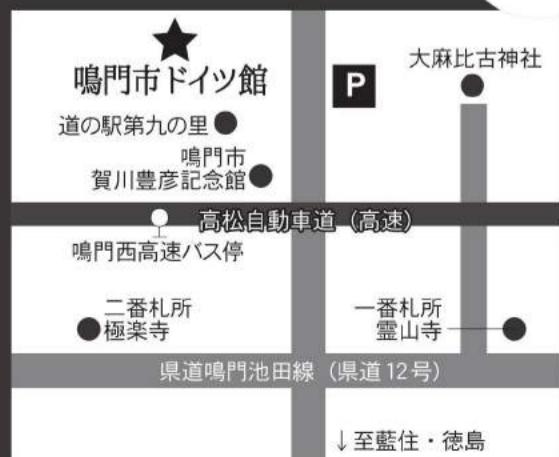 鳴門市ドイツ館
P
大麻比古神社
道の駅第九の里
鳴門市
賀川豊彦記念館
高松自動車道（高速）
鳴門西高速バス停
二番札所
極楽寺
一番札所
霊山寺
県道鳴門池田線（県道12号）
↓至藍住・徳島